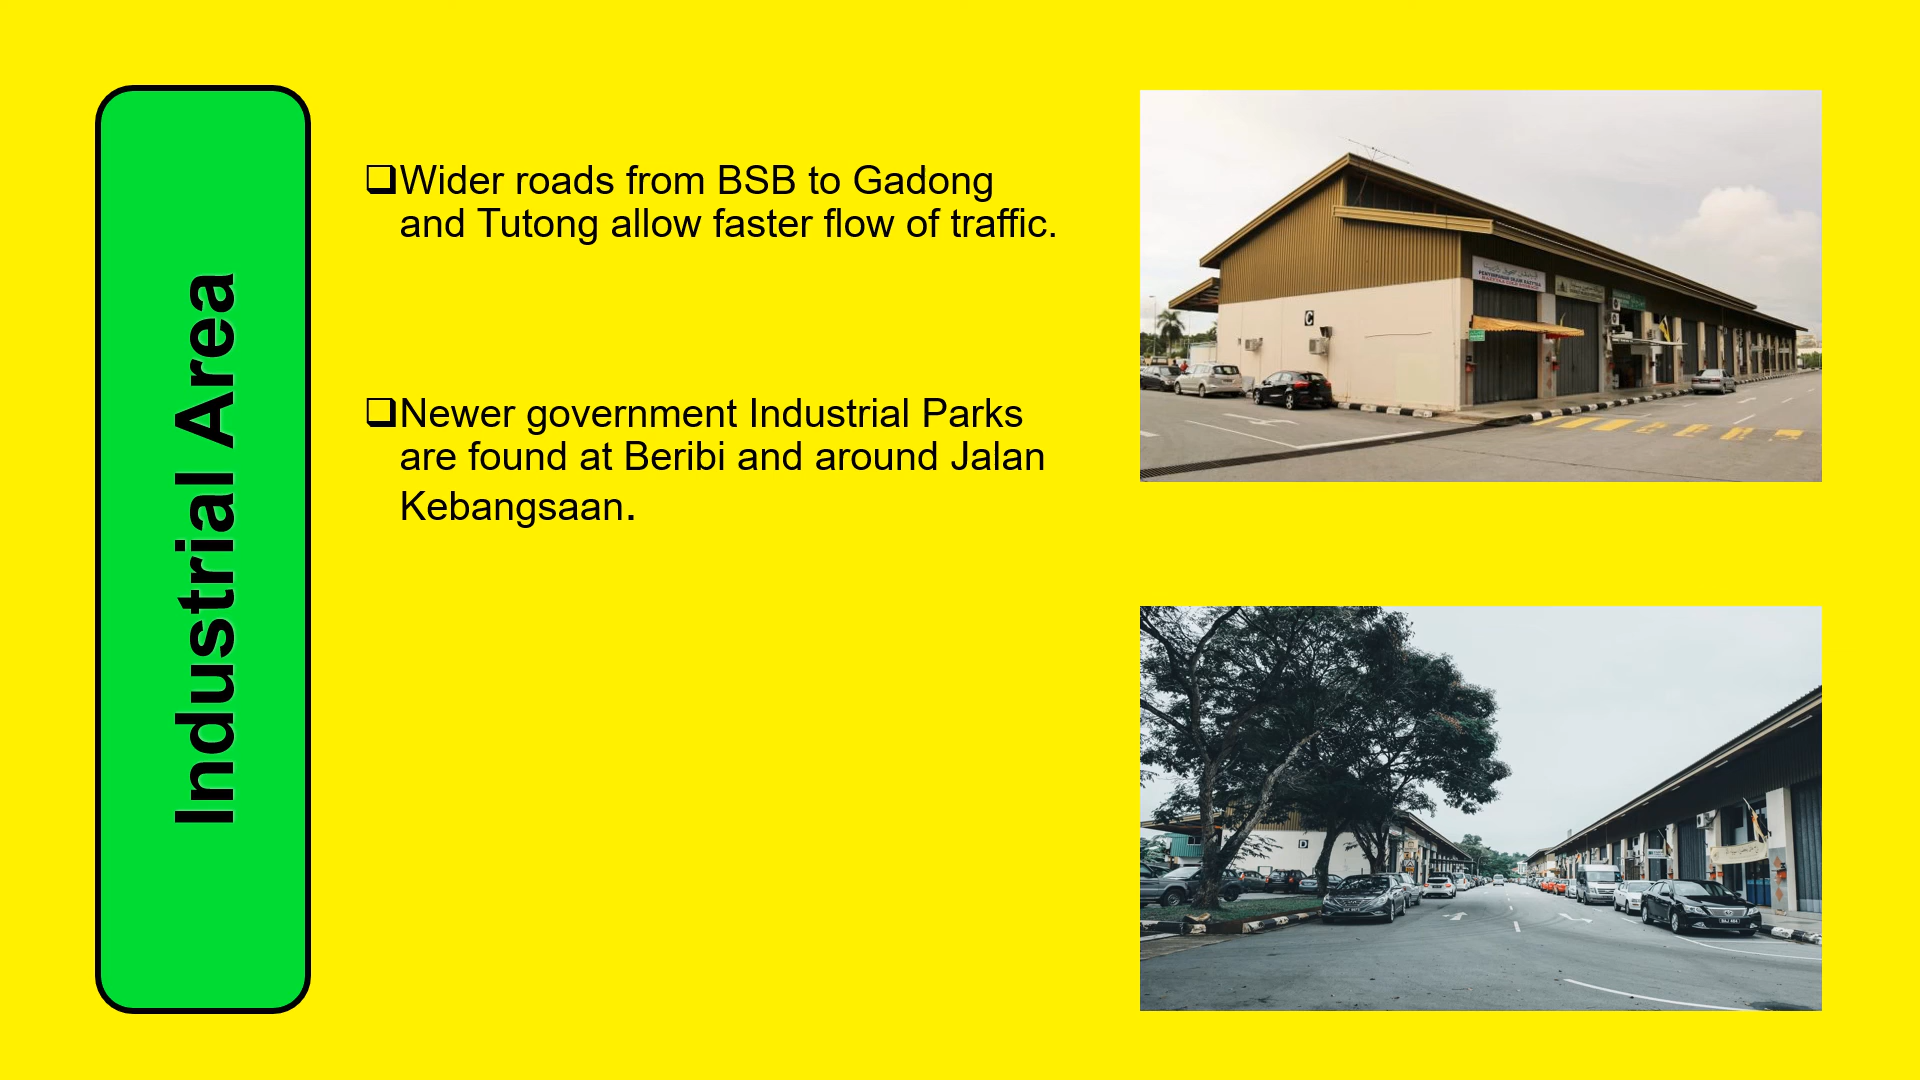 Industrial Area
❑Wider roads from BSB to Gadong
and Tutong allow faster flow of traffic.
❑Newer government Industrial Parks
are found at Beribi and around Jalan
Kebangsaan.
C
D